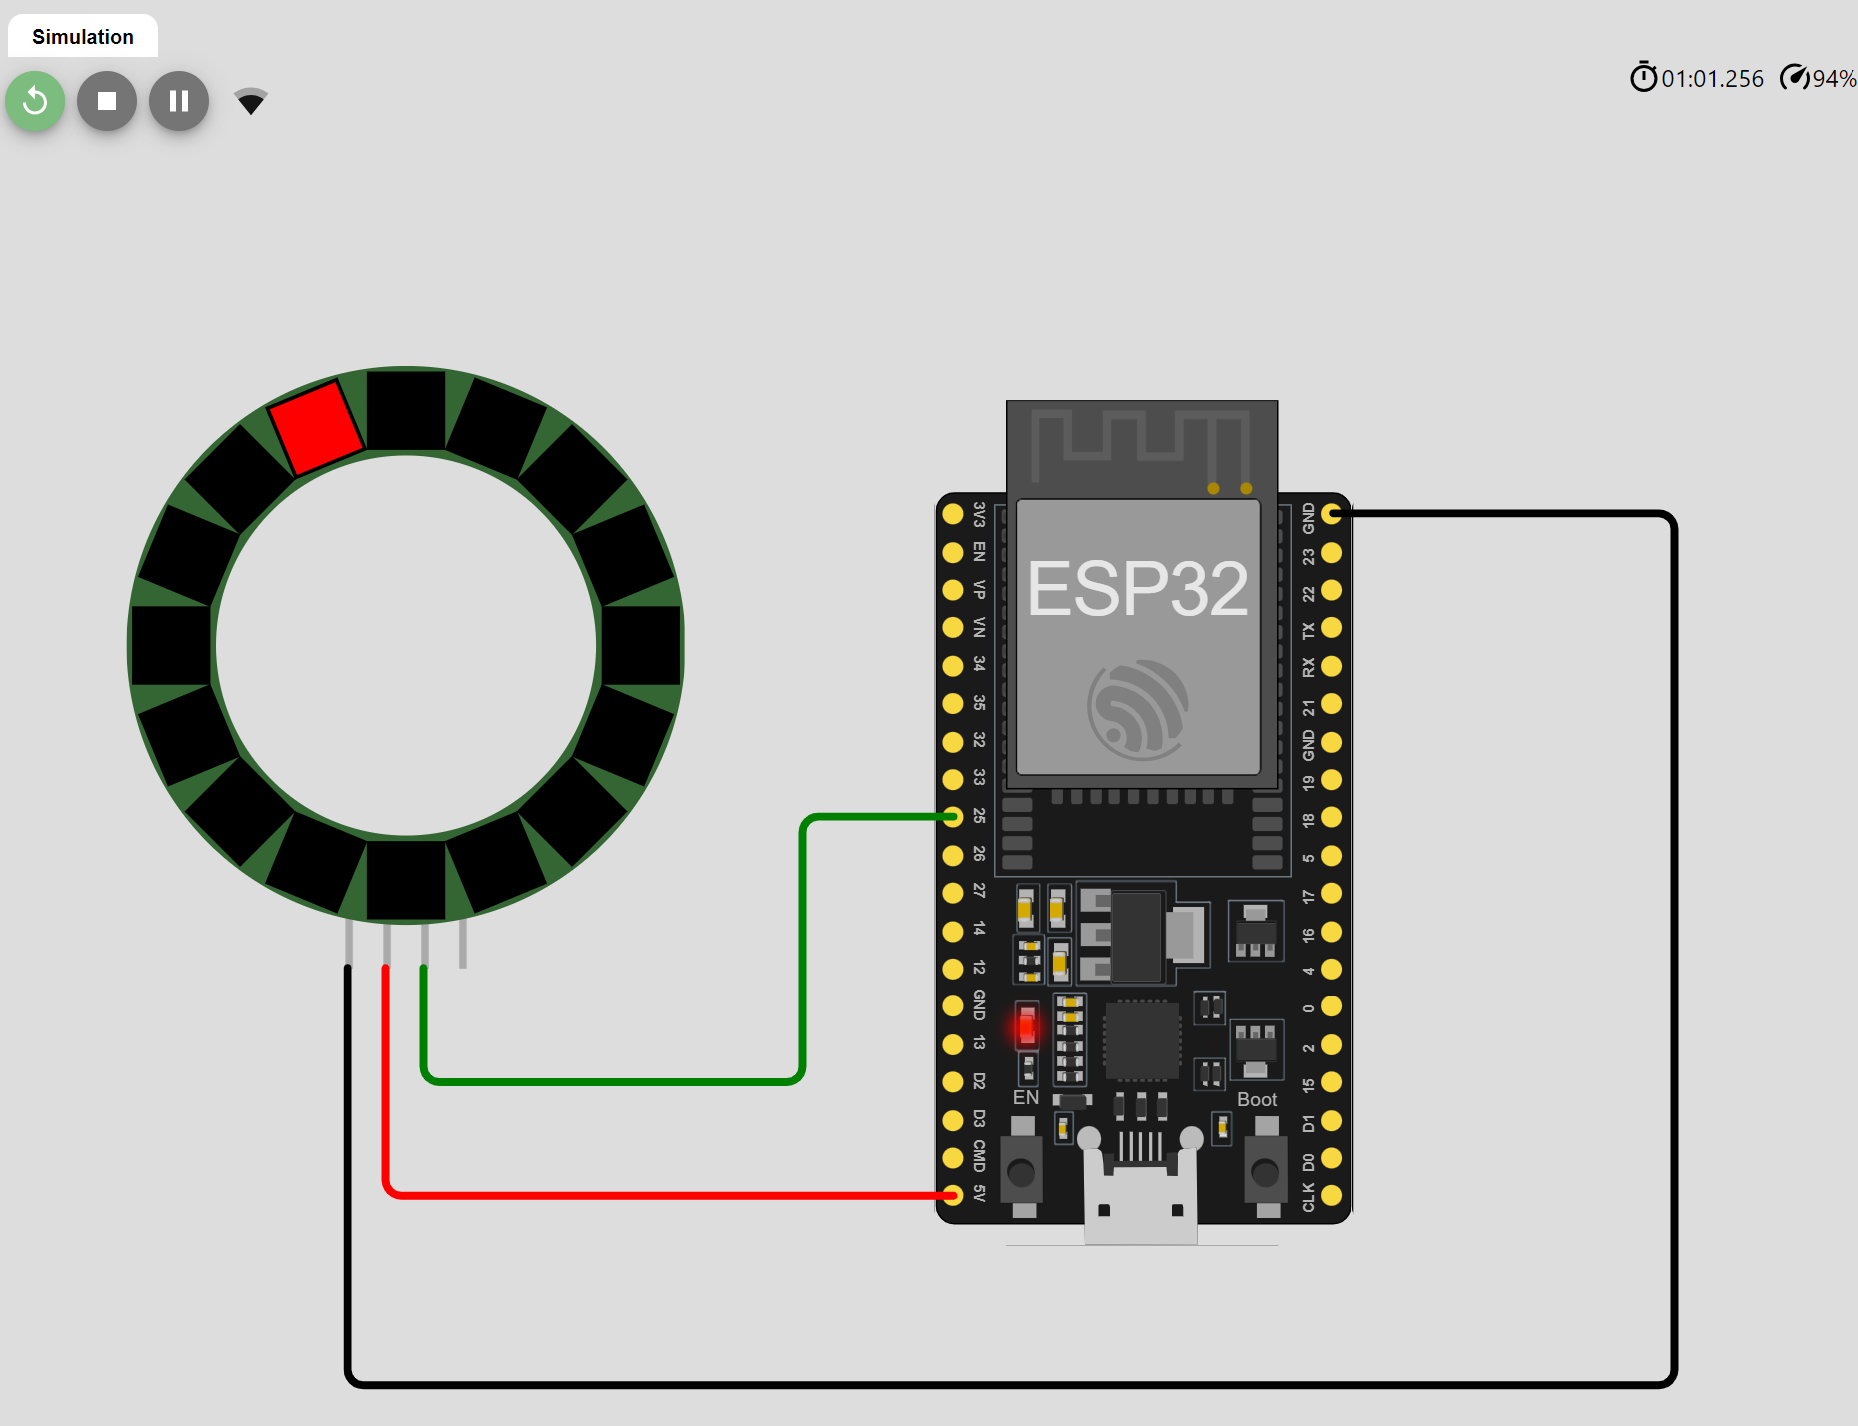 Simulation
01:01.256 94%
ESP32
3V3
EN
VP
VN
34
35
32
33
25
26
27
14
12
GND
13
D2
D3
CMD
5V
GND
23
22
TX
RX
21
GND
19
18
5
17
16
4
0
2
15
D1
D0
CLK
EN
Boot